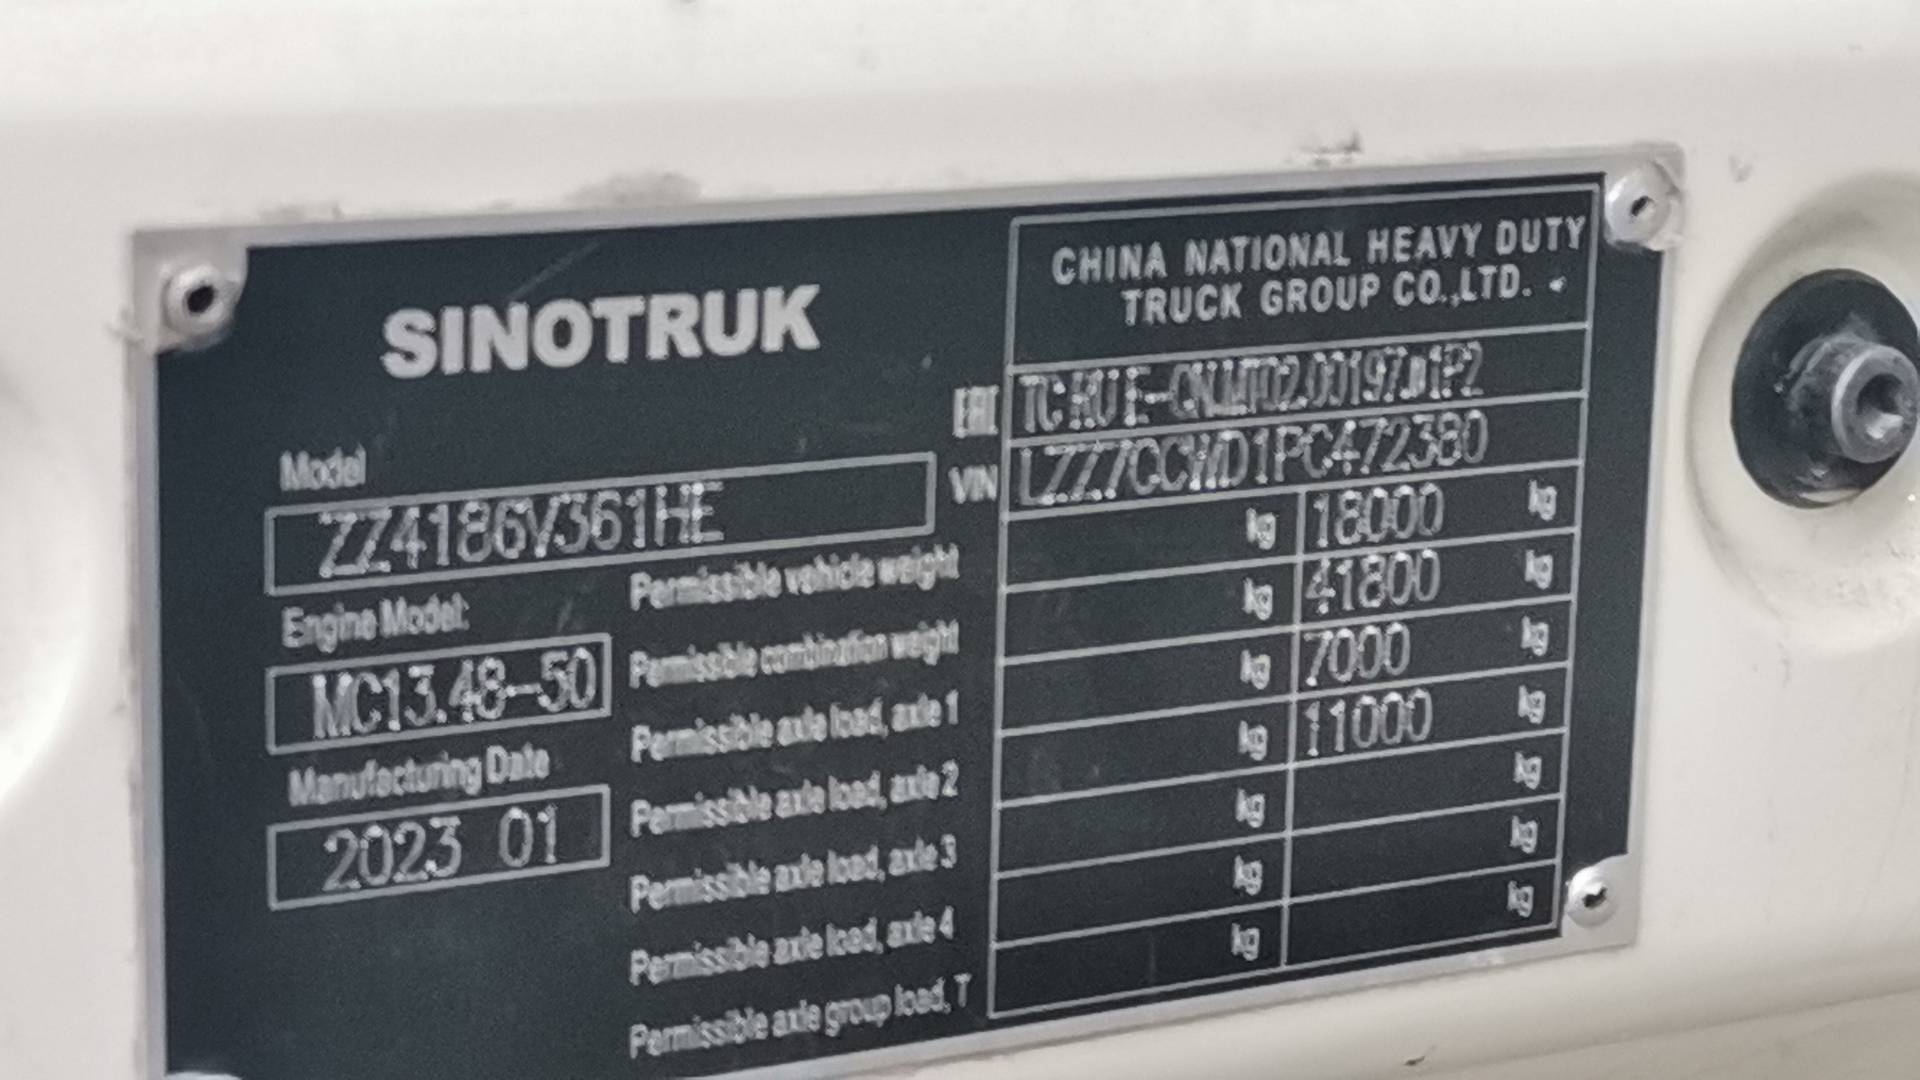 SINOTRUK
CHINA NATIONAL HEAVY DUTY
TRUCK GROUP CO.,LTD.
Model
ZZ4186V361HE
Engine Model:
MC13.48-50
Manufacturing Date
2023 01
EAC TC RU E-CN.MT02.00197.П1Р2
VIN LZZ7CCWD1PC472380
Permissible vehicle weight kg 18000 kg
Permissible combination weight kg 41800 kg
Permissible axle load, axle 1 kg 7000 kg
Permissible axle load, axle 2 kg 11000 kg
Permissible axle load, axle 3 kg kg
Permissible axle load, axle 4 kg kg
Permissible axle group load, T kg kg